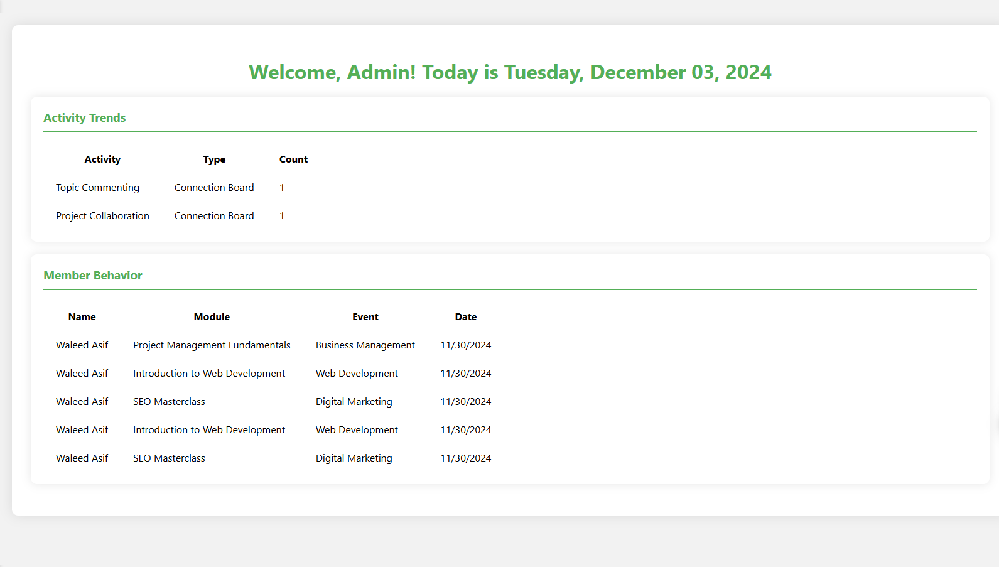 Welcome, Admin! Today is Tuesday, December 03, 2024
Activity Trends
Activity Type Count
Topic Commenting Connection Board 1
Project Collaboration Connection Board 1
Member Behavior
Name Module Event Date
Waleed Asif Project Management Fundamentals Business Management 11/30/2024
Waleed Asif Introduction to Web Development Web Development 11/30/2024
Waleed Asif SEO Masterclass Digital Marketing 11/30/2024
Waleed Asif Introduction to Web Development Web Development 11/30/2024
Waleed Asif SEO Masterclass Digital Marketing 11/30/2024